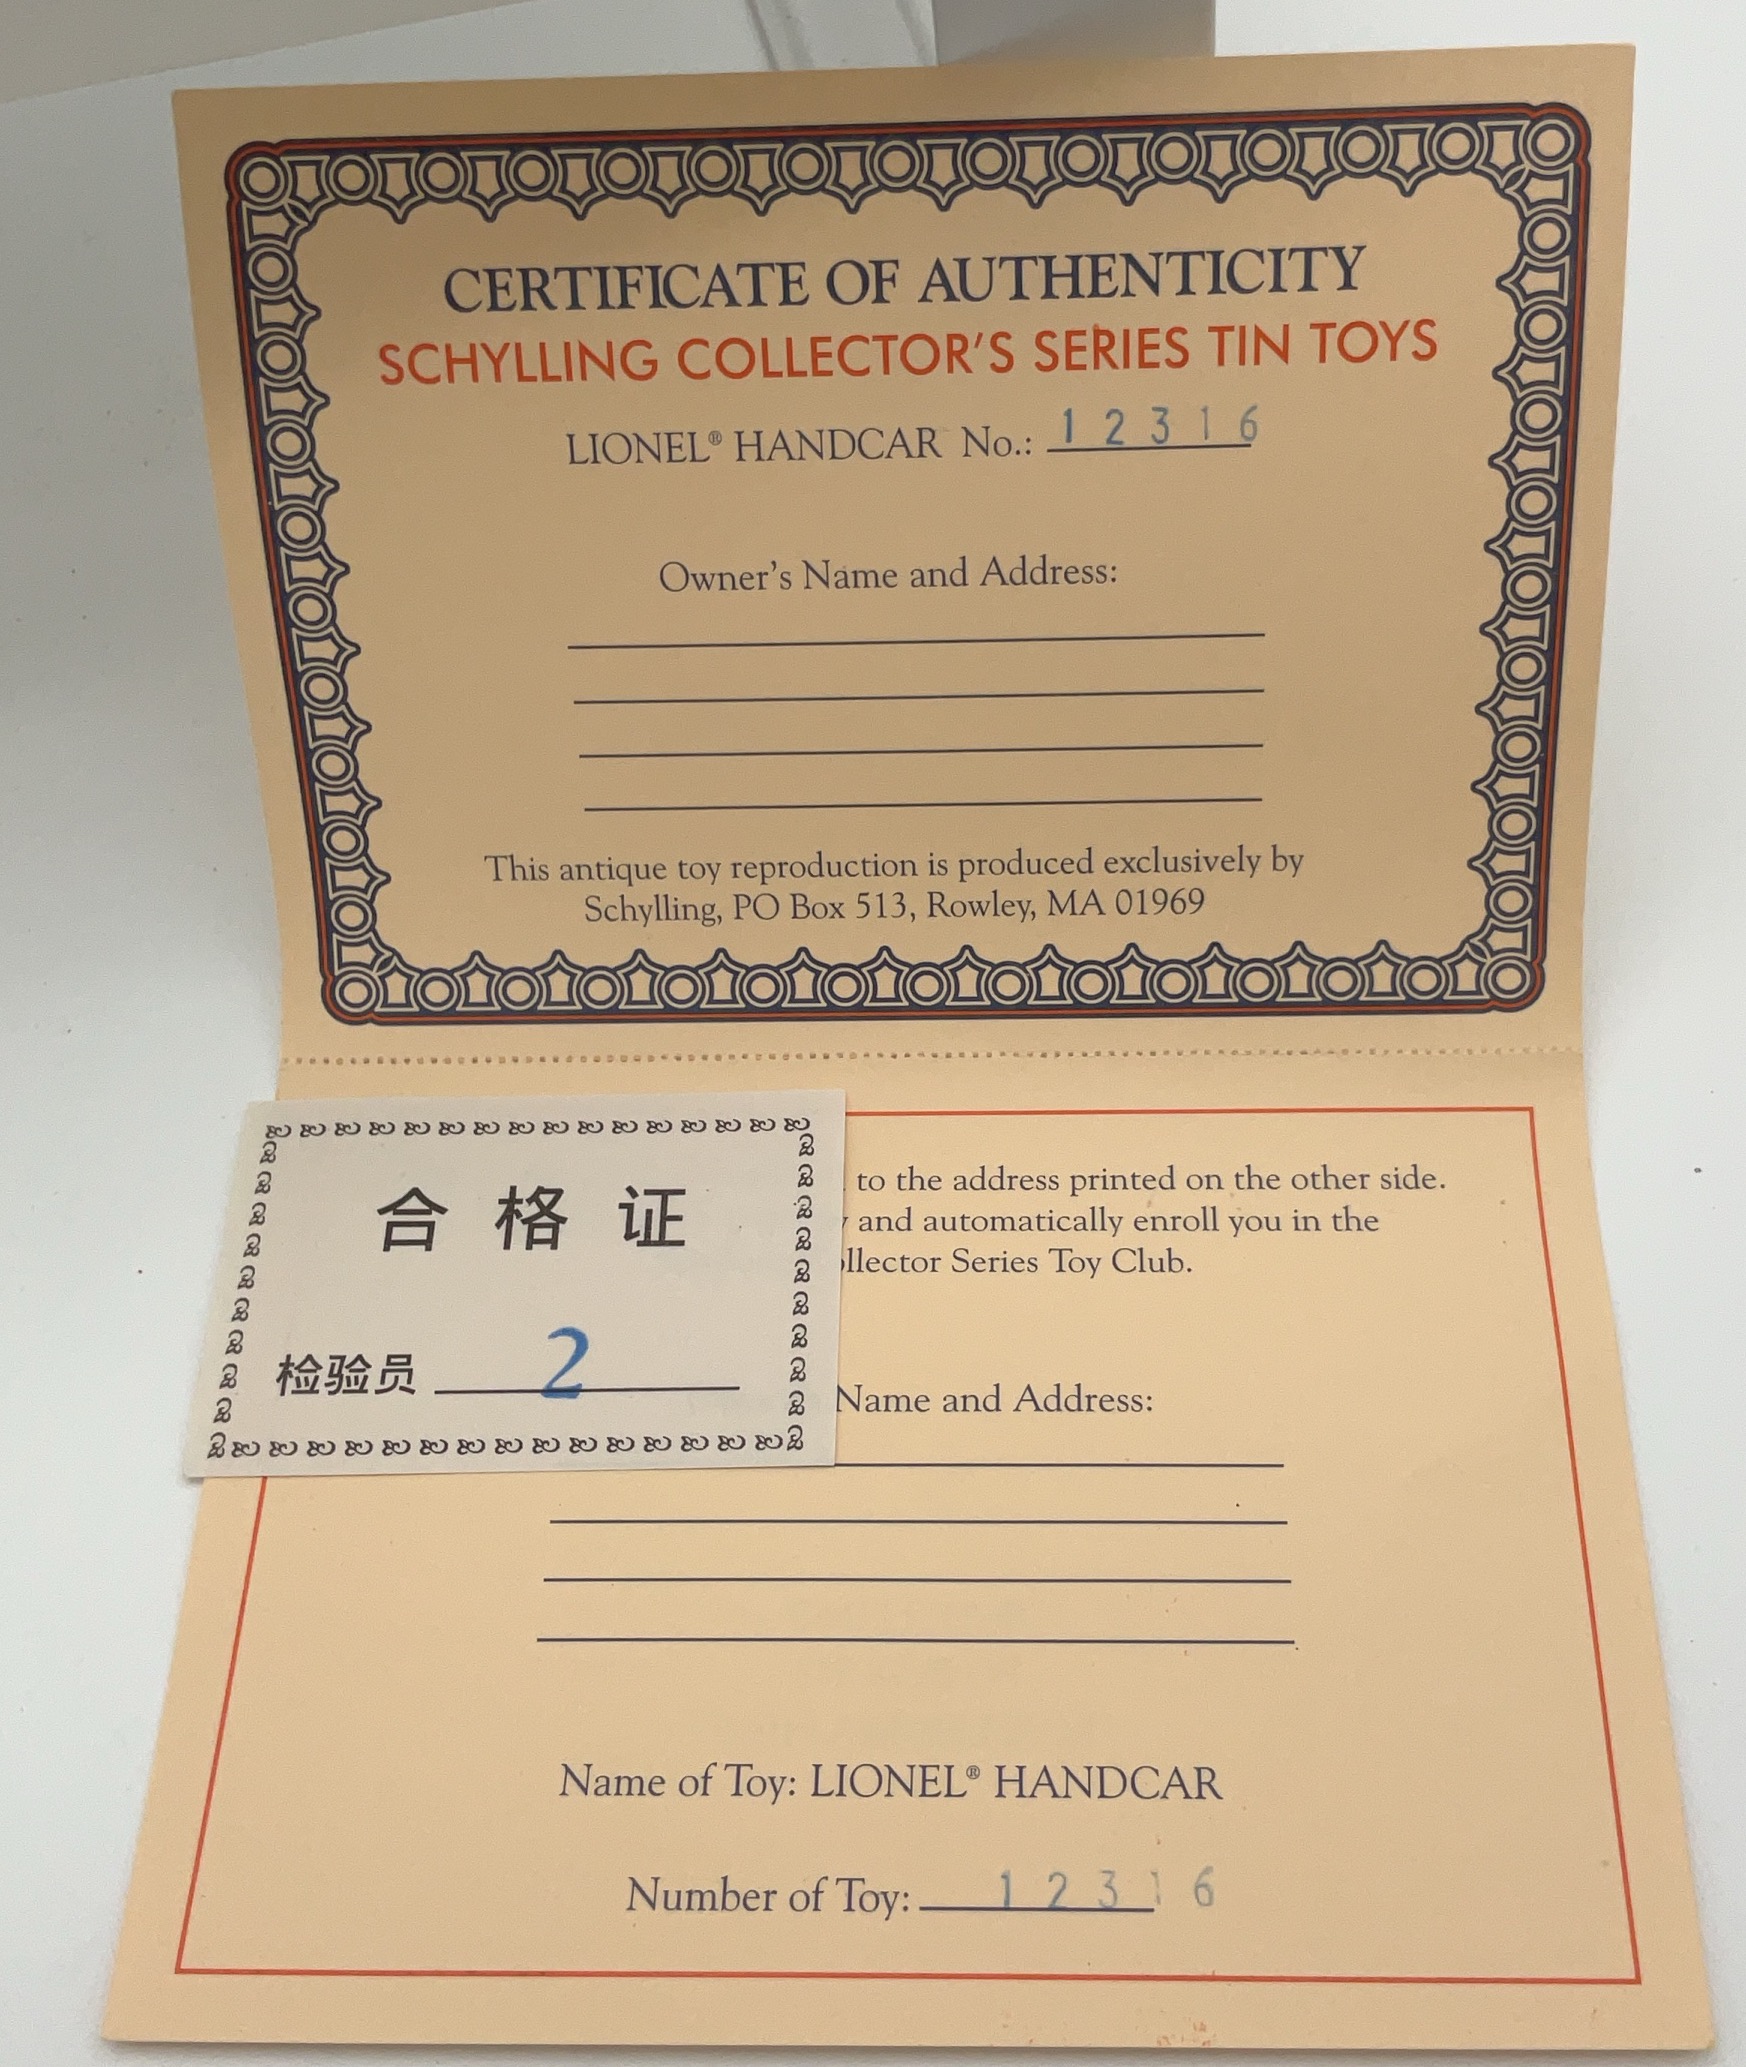 CERTIFICATE OF AUTHENTICITY
SCHYLLING COLLECTOR'S SERIES TIN TOYS
LIONEL® HANDCAR No.: 12316
Owner's Name and Address:
This antique toy reproduction is produced exclusively by
Schylling, PO Box 513, Rowley, MA 01969
合格证
检验员 2
to the address printed on the other side.
and automatically enroll you in the
Series Toy Club.
Name and Address:
Name of Toy: LIONEL® HANDCAR
Number of Toy: 12316